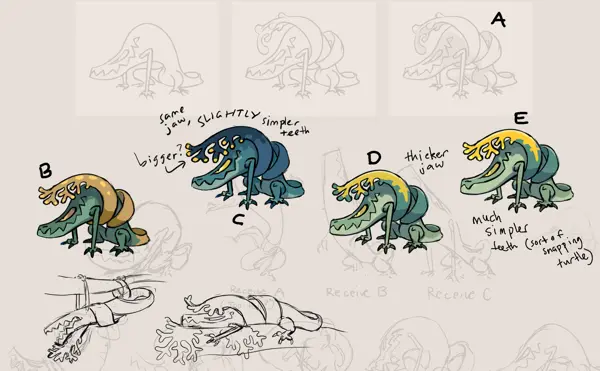 A
same
jaw, SLIGHTLY simpler
teeth
bigger?
E
B
D
thicker
jaw
C
much
simpler
teeth (sort of
snapping
turtle)
Receive A
Receive B
Receive C